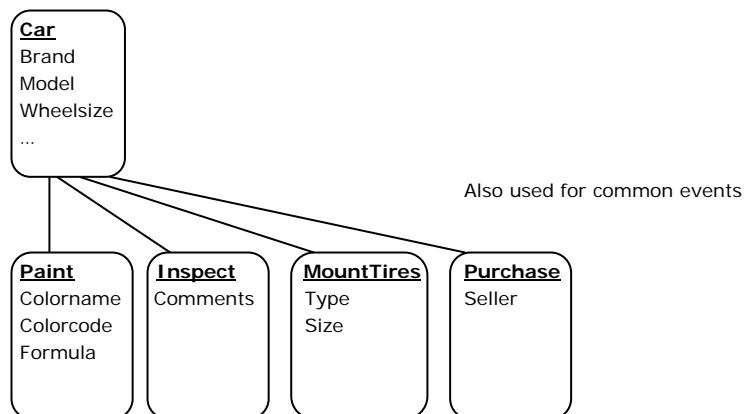 Car
Brand
Model
Wheelsize
...
Also used for common events
Paint
Colorname
Colorcode
Formula
Inspect
Comments
MountTires
Type
Size
Purchase
Seller